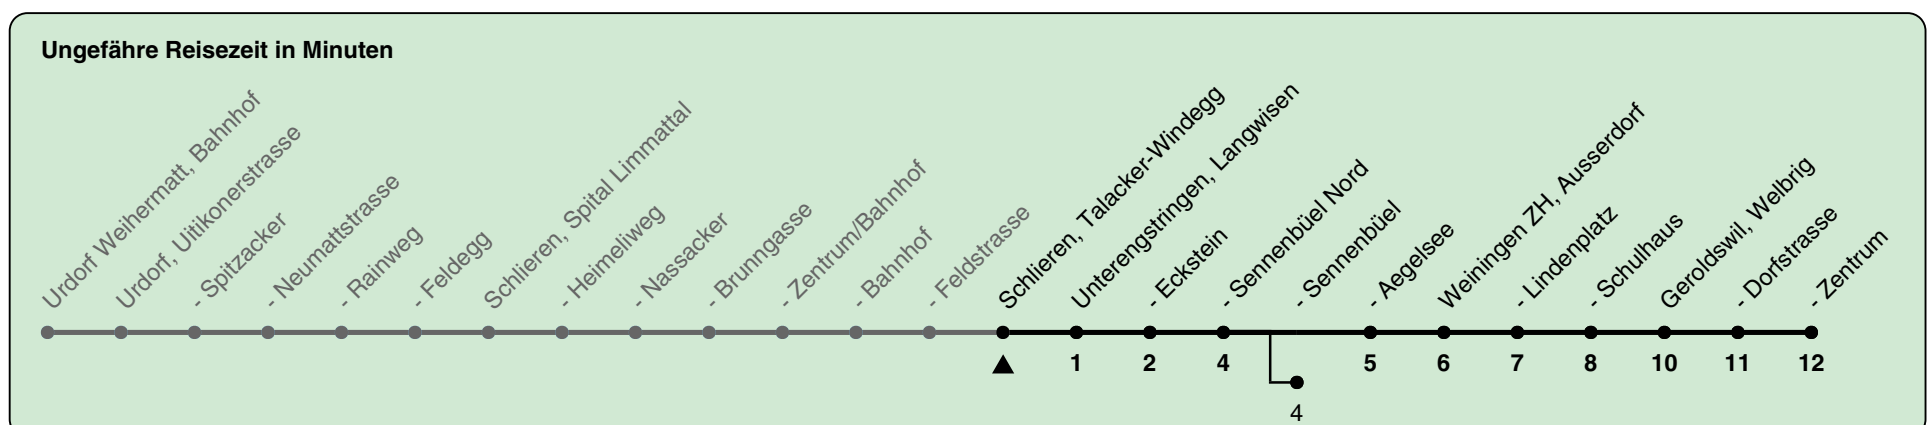 Ungefähre Reisezeit in Minuten
Urdorf Weihermatt, Bahnhof
Urdorf, Uitikonerstrasse
- Spitzacker
- Neumattstrasse
- Rainweg
- Feldegg
Schlieren, Spital Limmattal
- Heimeliweg
- Nassacker
- Brunngasse
- Zentrum/Bahnhof
- Bahnhof
- Feldstrasse
Schlieren, Talacker-Windegg
Unterengstringen, Langwisen
- Eckstein
- Sennenbüel Nord
- Sennenbüel
- Aegelsee
Weiningen ZH, Ausserdorf
- Lindenplatz
- Schulhaus
Geroldswil, Welbrig
- Dorfstrasse
- Zentrum
1 2 4 5 6 7 8 10 11 12
4